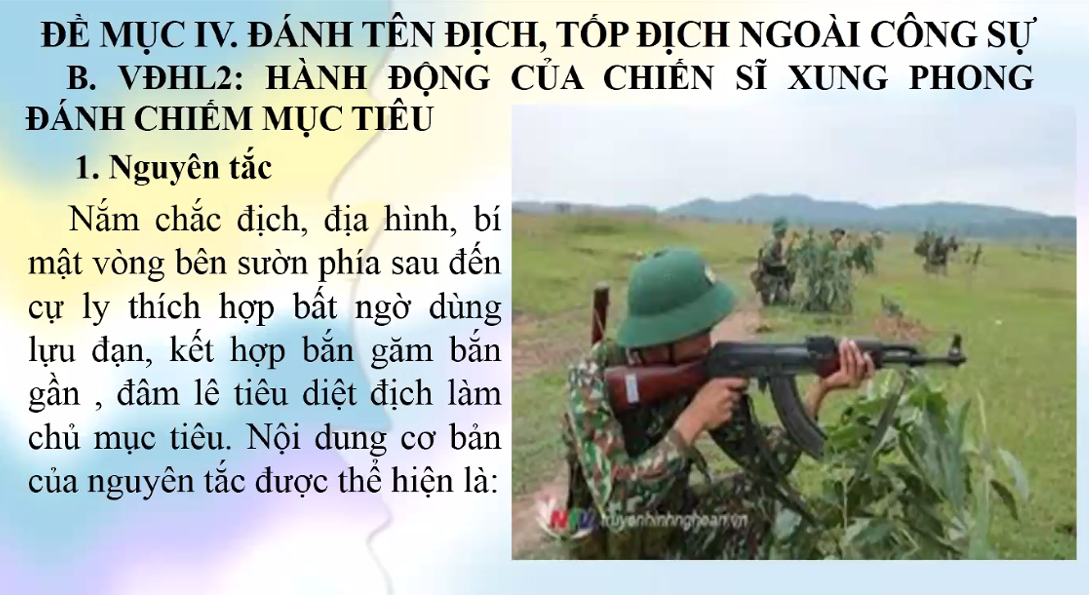 ĐỀ MỤC IV. ĐÁNH TÊN ĐỊCH, TỐP ĐỊCH NGOÀI CÔNG SỰ
B. VĐHL2: HÀNH ĐỘNG CỦA CHIẾN SĨ XUNG PHONG
ĐÁNH CHIẾM MỤC TIÊU
1. Nguyên tắc
Nắm chắc địch, địa hình, bí
mật vòng bên sườn phía sau đến
cự ly thích hợp bất ngờ dùng
lựu đạn, kết hợp bắn găm bắn
gần , đâm lê tiêu diệt địch làm
chủ mục tiêu. Nội dung cơ bản
của nguyên tắc được thể hiện là:
NTV truyenhinhnghean.vn